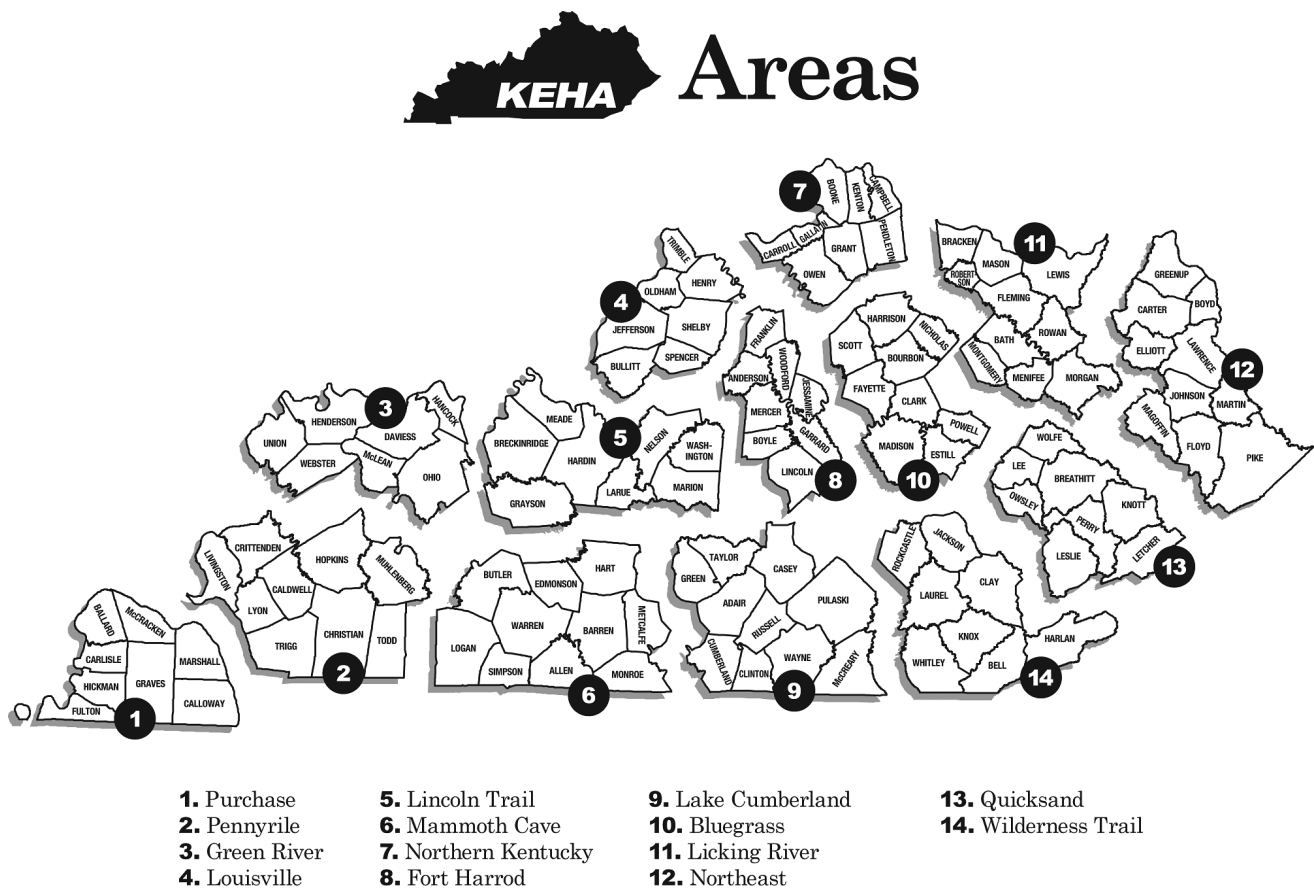 KEHA Areas
7
BOONE
KENTON
CAMPBELL
CARROLL
GALLATIN
GRANT
PENDLETON
OWEN
4
TRIMBLE
OLDHAM
HENRY
JEFFERSON
SHELBY
SPENCER
BULLITT
11
BRACKEN
MASON
LEWIS
ROBERT-
SON
FLEMING
ROWAN
BATH
MONTGOMERY
MENIFEE
MORGAN
12
GREENUP
CARTER
BOYD
ELLIOTT
LAWRENCE
JOHNSON
MARTIN
MAGOFFIN
FLOYD
PIKE
3
HANCOCK
HENDERSON
DAVIESS
UNION
WEBSTER
McLEAN
OHIO
5
MEADE
BRECKINRIDGE
HARDIN
NELSON
WASH-
INGTON
LARUE
MARION
GRAYSON
8
FRANKLIN
WOODFORD
ANDERSON
JESSAMINE
MERCER
GARRARD
BOYLE
LINCOLN
10
HARRISON
SCOTT
NICHOLAS
BOURBON
FAYETTE
CLARK
POWELL
MADISON
ESTILL
13
WOLFE
LEE
BREATHITT
OWSLEY
KNOTT
PERRY
LESLIE
LETCHER
1
BALLARD
McCRACKEN
CARLISLE
MARSHALL
HICKMAN
GRAVES
CALLOWAY
FULTON
2
LIVINGSTON
CRITTENDEN
HOPKINS
MUHLENBERG
CALDWELL
LYON
TRIGG
CHRISTIAN
TODD
6
BUTLER
EDMONSON
HART
WARREN
BARREN
METCALFE
LOGAN
SIMPSON
ALLEN
MONROE
9
TAYLOR
CASEY
GREEN
ADAIR
PULASKI
RUSSELL
CUMBERLAND
CLINTON
WAYNE
McCREARY
14
ROCKCASTLE
JACKSON
LAUREL
CLAY
KNOX
HARLAN
WHITLEY
BELL
1. Purchase
2. Pennyrile
3. Green River
4. Louisville
5. Lincoln Trail
6. Mammoth Cave
7. Northern Kentucky
8. Fort Harrod
9. Lake Cumberland
10. Bluegrass
11. Licking River
12. Northeast
13. Quicksand
14. Wilderness Trail